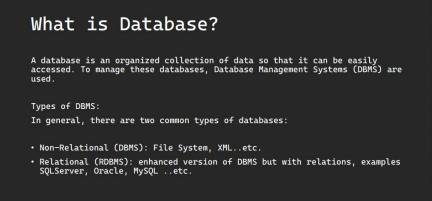 What is Database?
A database is an organized collection of data so that it can be easily
accessed. To manage these databases, Database Management Systems (DBMS) are
used.
Types of DBMS:
In general, there are two common types of databases:
• Non-Relational (DBMS): File System, XML..etc.
• Relational (RDBMS): enhanced version of DBMS but with relations, examples
SQLServer, Oracle, MySQL ..etc.